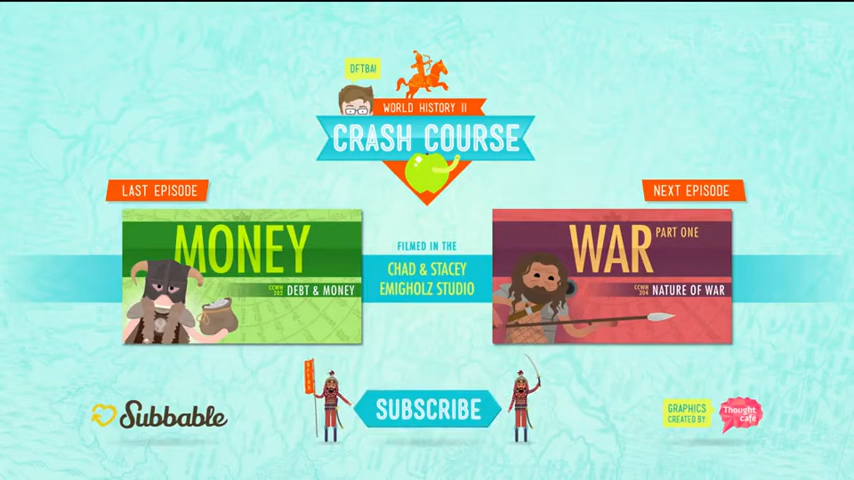 DFTBA!
WORLD HISTORY II
CRASH COURSE
LAST EPISODE
NEXT EPISODE
MONEY
CCWH
202
DEBT & MONEY
FILMED IN THE
CHAD & STACEY
EMIGHOLZ STUDIO
WAR
PART ONE
CCWH
204
NATURE OF WAR
Subbable
SUBSCRIBE
GRAPHICS
CREATED BY
Thought
café